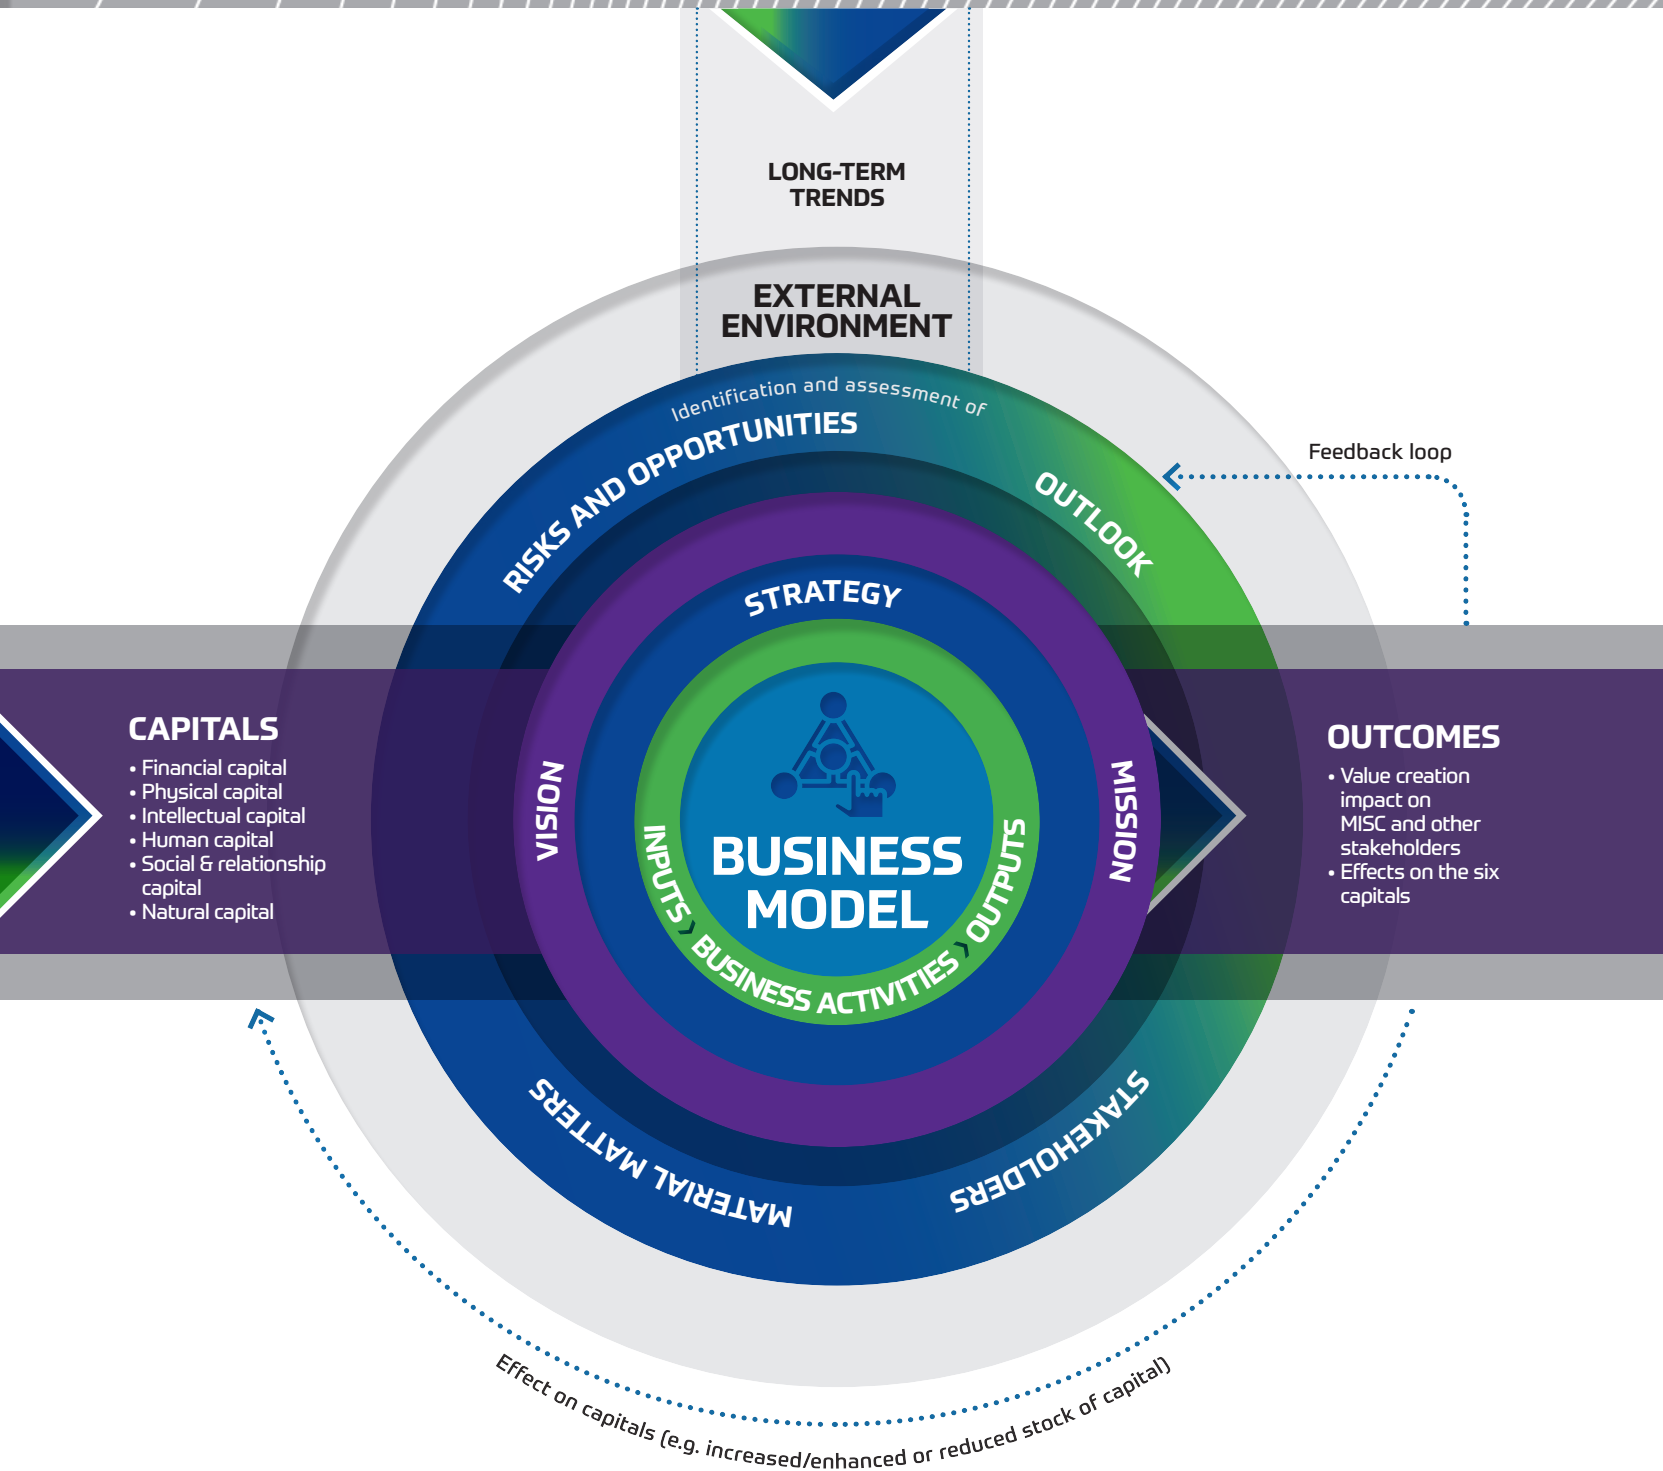 LONG-TERM
TRENDS
EXTERNAL
ENVIRONMENT
Identification and assessment of
RISKS AND OPPORTUNITIES
OUTLOOK
Feedback loop
STRATEGY
CAPITALS
• Financial capital
• Physical capital
• Intellectual capital
• Human capital
• Social & relationship
capital
• Natural capital
VISION
MISSION
BUSINESS
MODEL
INPUTS › BUSINESS ACTIVITIES › OUTPUTS
OUTCOMES
• Value creation
impact on
MISC and other
stakeholders
• Effects on the six
capitals
MATERIAL MATTERS
STAKEHOLDERS
Effect on capitals (e.g. increased/enhanced or reduced stock of capital)